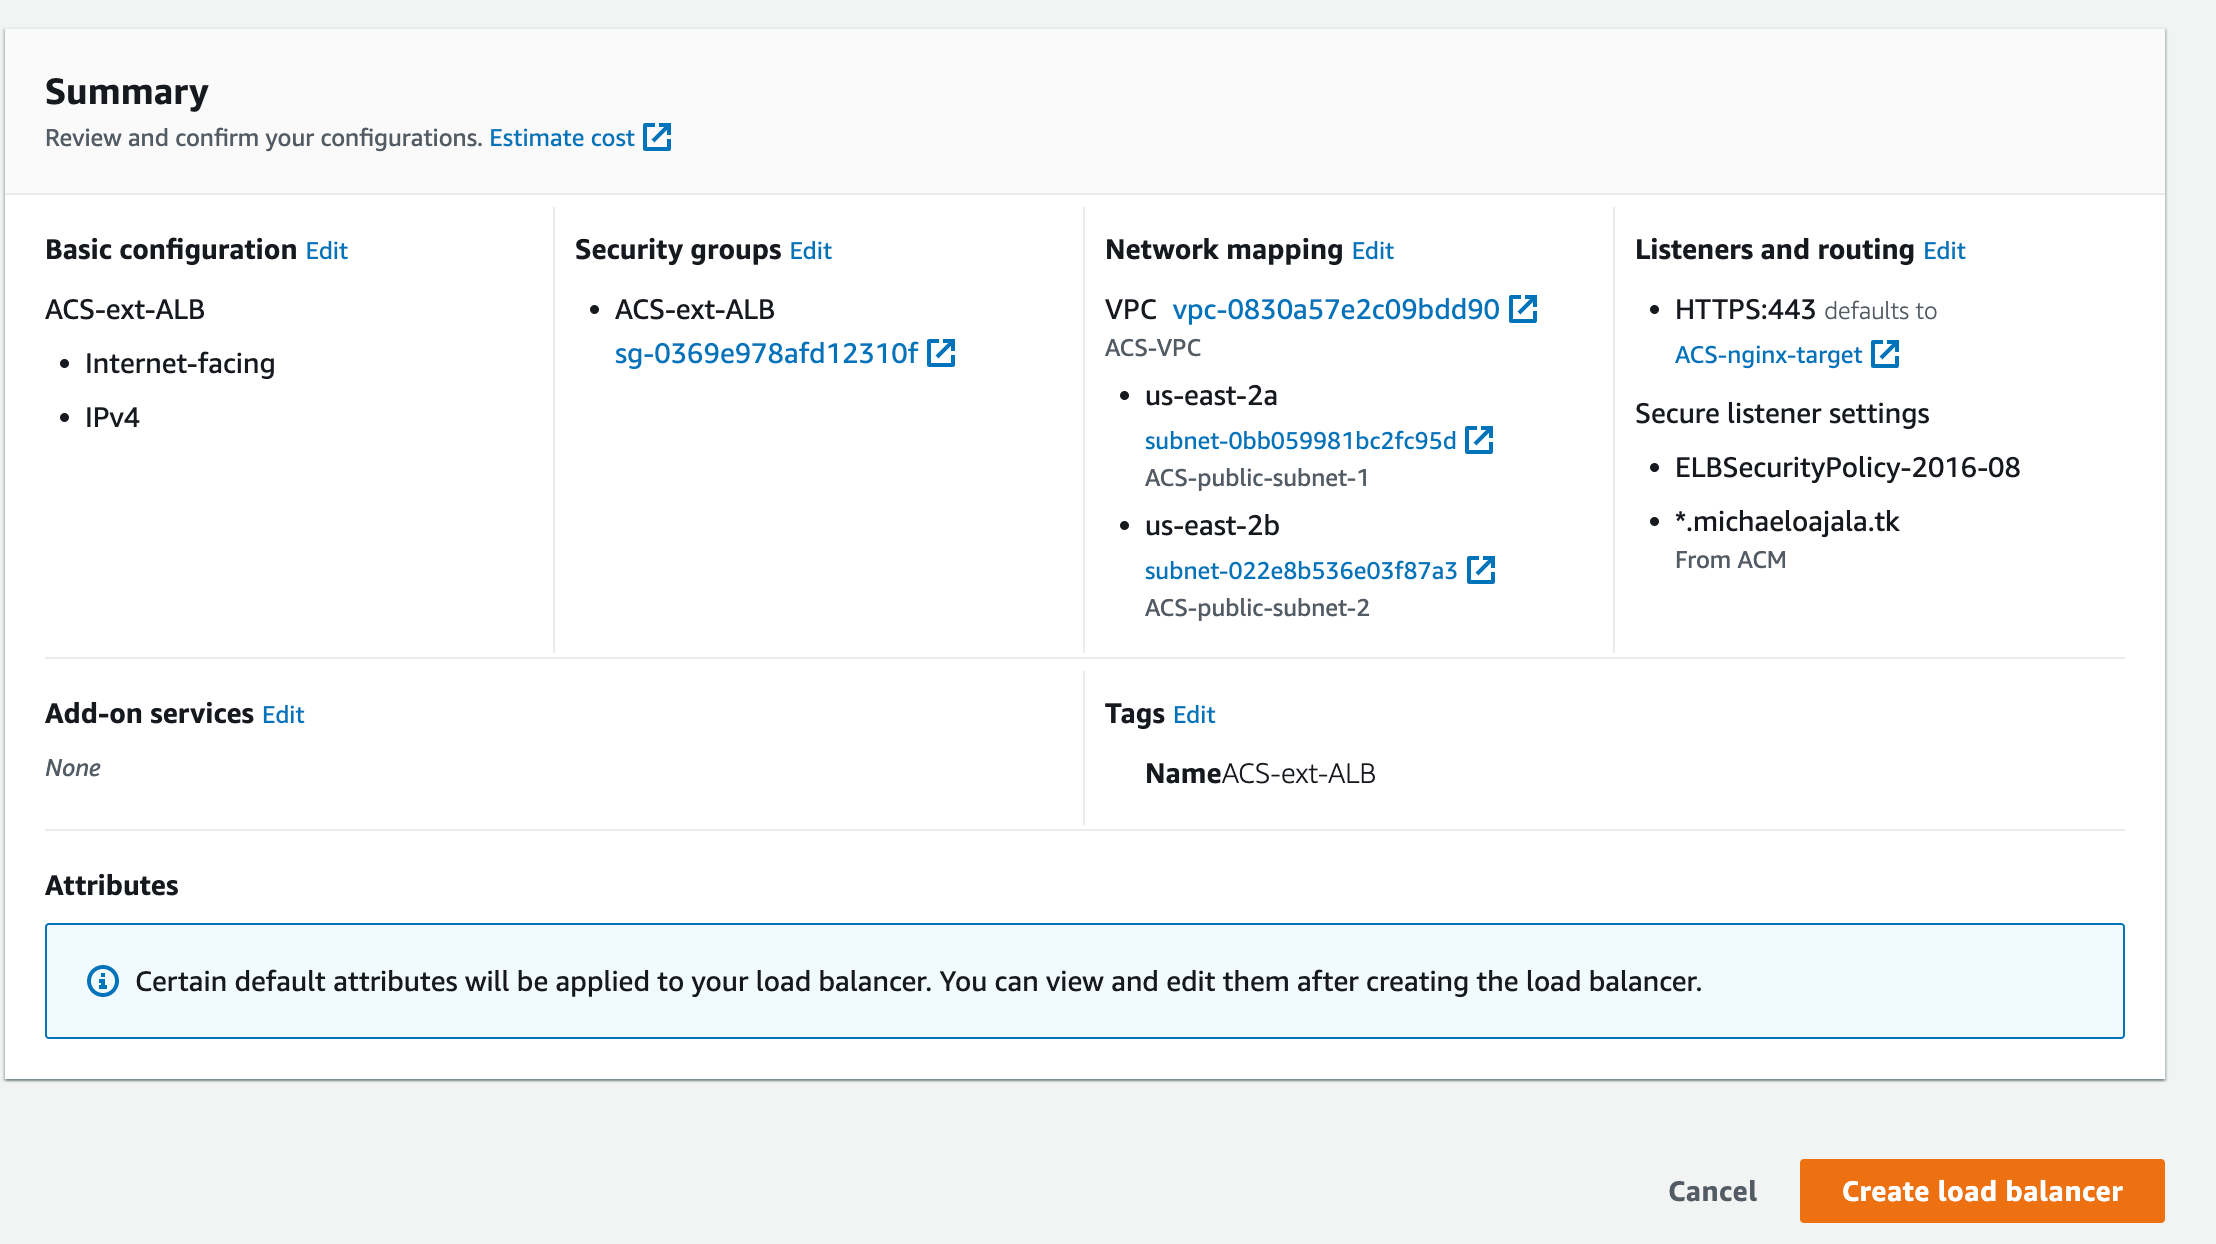 Summary
Review and confirm your configurations. Estimate cost
Basic configuration Edit
ACS-ext-ALB
• Internet-facing
• IPv4
Security groups Edit
• ACS-ext-ALB
sg-0369e978afd12310f
Network mapping Edit
VPC vpc-0830a57e2c09bdd90
ACS-VPC
• us-east-2a
subnet-0bb059981bc2fc95d
ACS-public-subnet-1
• us-east-2b
subnet-022e8b536e03f87a3
ACS-public-subnet-2
Listeners and routing Edit
• HTTPS:443 defaults to
ACS-nginx-target
Secure listener settings
• ELBSecurityPolicy-2016-08
• *.michaeloajala.tk
From ACM
Add-on services Edit
None
Tags Edit
NameACS-ext-ALB
Attributes
Certain default attributes will be applied to your load balancer. You can view and edit them after creating the load balancer.
Cancel
Create load balancer